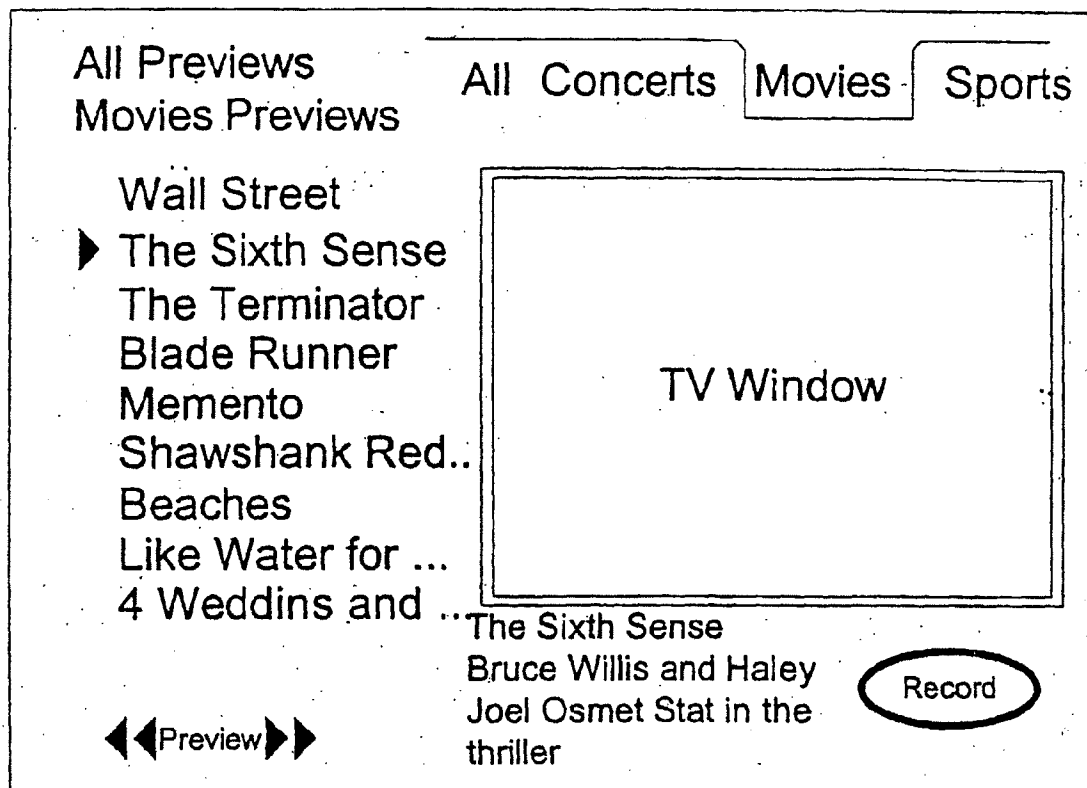 All Previews
Movies Previews
All Concerts Movies Sports
Wall Street
The Sixth Sense
The Terminator
Blade Runner
Memento
Shawshank Red..
Beaches
Like Water for ...
4 Weddins and ...
TV Window
The Sixth Sense
Bruce Willis and Haley
Joel Osmet Stat in the
thriller
Record
Preview